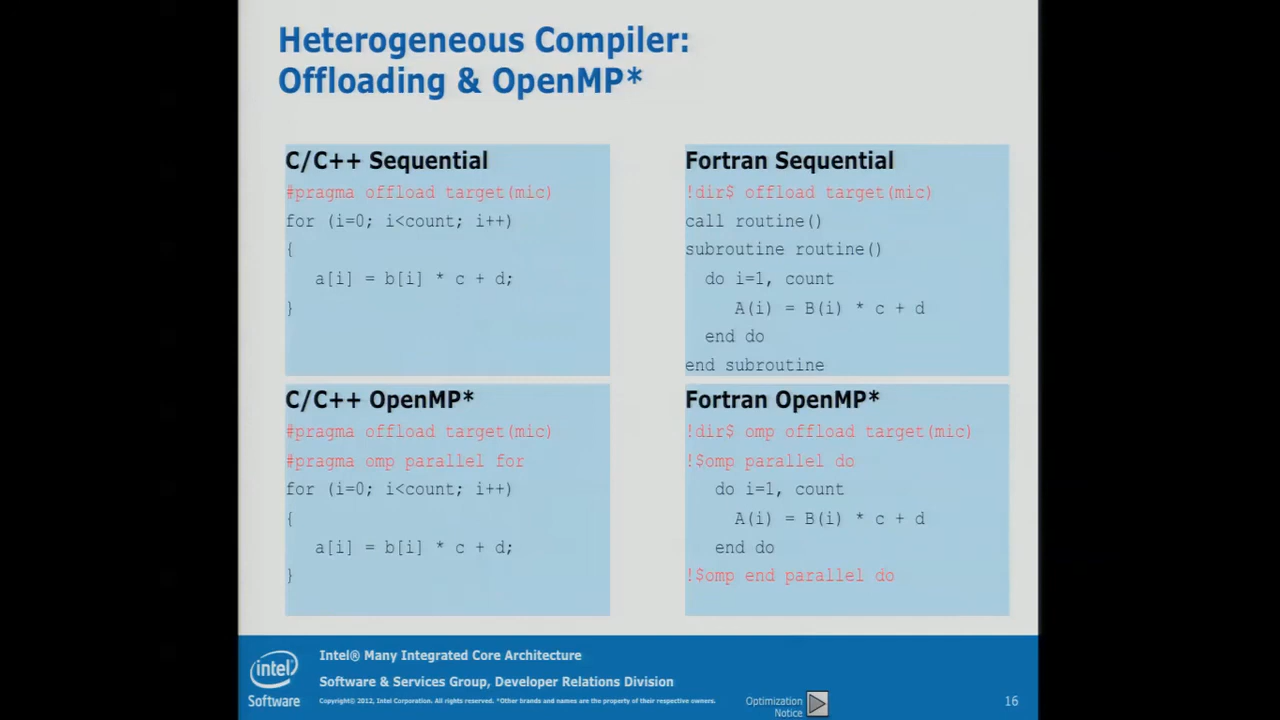 Heterogeneous Compiler:
Offloading & OpenMP*
C/C++ Sequential
#pragma offload target(mic)
for (i=0; i<count; i++)
{
   a[i] = b[i] * c + d;
}
Fortran Sequential
!dir$ offload target(mic)
call routine()
subroutine routine()
  do i=1, count
     A(i) = B(i) * c + d
  end do
end subroutine
C/C++ OpenMP*
#pragma offload target(mic)
#pragma omp parallel for
for (i=0; i<count; i++)
{
   a[i] = b[i] * c + d;
}
Fortran OpenMP*
!dir$ omp offload target(mic)
!$omp parallel do
   do i=1, count
     A(i) = B(i) * c + d
   end do
!$omp end parallel do
intel®
Software
Intel® Many Integrated Core Architecture
Software & Services Group, Developer Relations Division
Copyright© 2012, Intel Corporation. All rights reserved. *Other brands and names are the property of their respective owners.
Optimization
Notice
16